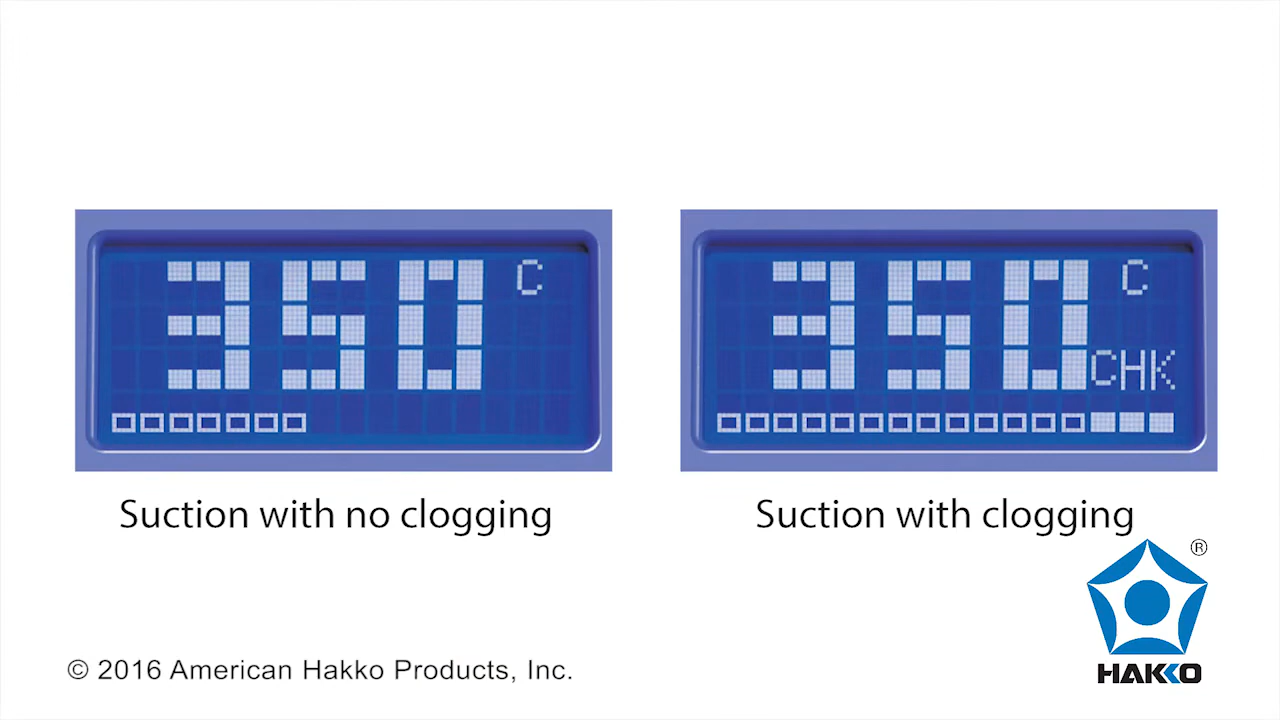 350 C
350 C
CHK
Suction with no clogging
Suction with clogging
®
HAKKO
© 2016 American Hakko Products, Inc.